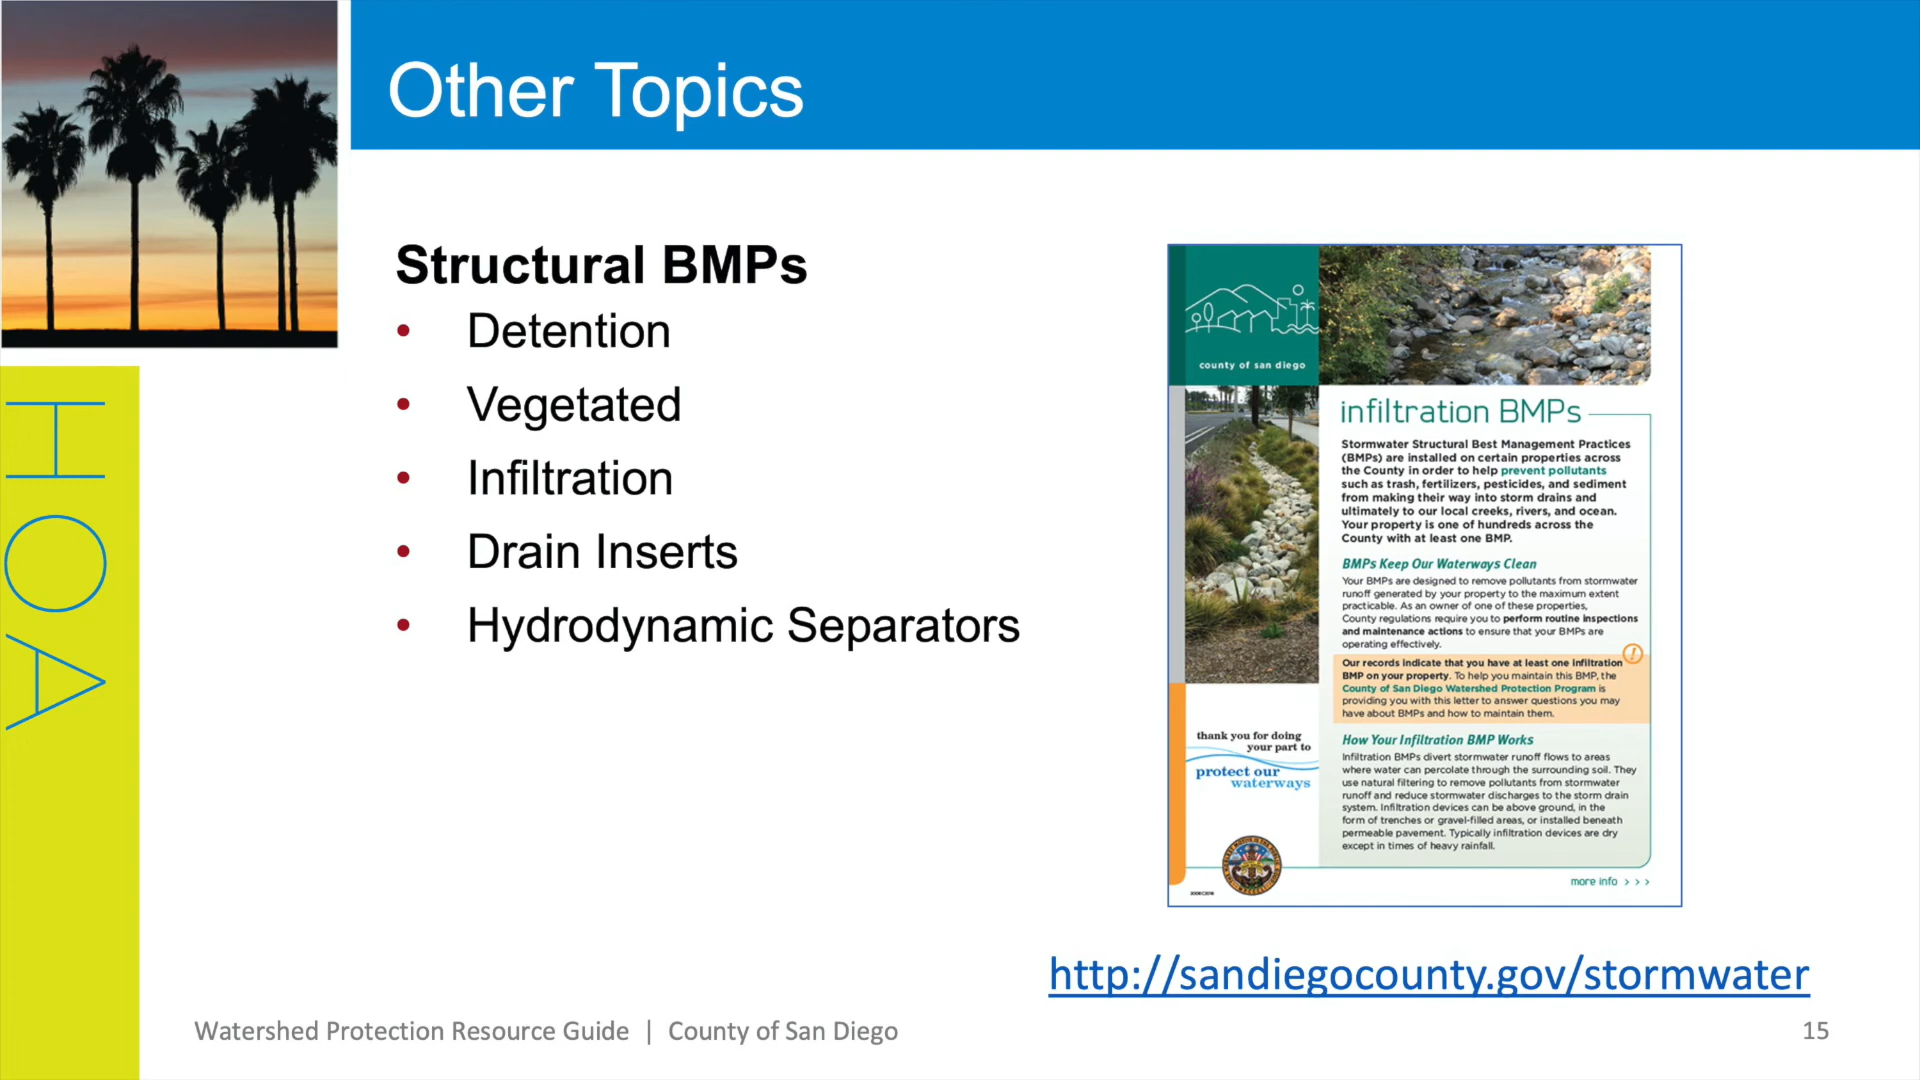 Other Topics
HOA
Structural BMPs
• Detention
• Vegetated
• Infiltration
• Drain Inserts
• Hydrodynamic Separators
county of san diego
infiltration BMPs
Stormwater Structural Best Management Practices
(BMPs) are installed on certain properties across
the County in order to help prevent pollutants
such as trash, fertilizers, pesticides, and sediment
from making their way into storm drains and
ultimately to our local creeks, rivers, and ocean.
Your property is one of hundreds across the
County with at least one BMP.
BMPs Keep Our Waterways Clean
Your BMPs are designed to remove pollutants from stormwater
runoff generated by your property to the maximum extent
practicable. As an owner of one of these properties,
County regulations require you to perform routine inspections
and maintenance actions to ensure that your BMPs are
operating effectively.
Our records indicate that you have at least one infiltration
BMP on your property. To help you maintain this BMP, the
County of San Diego Watershed Protection Program is
providing you with this letter to answer questions you may
have about BMPs and how to maintain them.
How Your Infiltration BMP Works
Infiltration BMPs divert stormwater runoff flows to areas
where water can percolate through the surrounding soil. They
use natural filtering to remove pollutants from stormwater
runoff and reduce stormwater discharges to the storm drain
system. Infiltration devices can be above ground, in the
form of trenches or gravel-filled areas, or installed beneath
permeable pavement. Typically infiltration devices are dry
except in times of heavy rainfall.
thank you for doing
your part to
protect our
waterways
more info > > >
http://sandiegocounty.gov/stormwater
Watershed Protection Resource Guide | County of San Diego
15